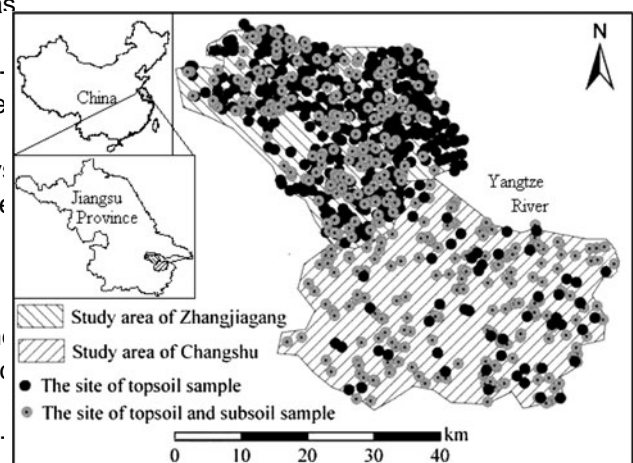 N
China
Jiangsu
Province
Yangtze
River
Study area of Zhangjiagang
Study area of Changshu
The site of topsoil sample
The site of topsoil and subsoil sample
km
0 10 20 30 40